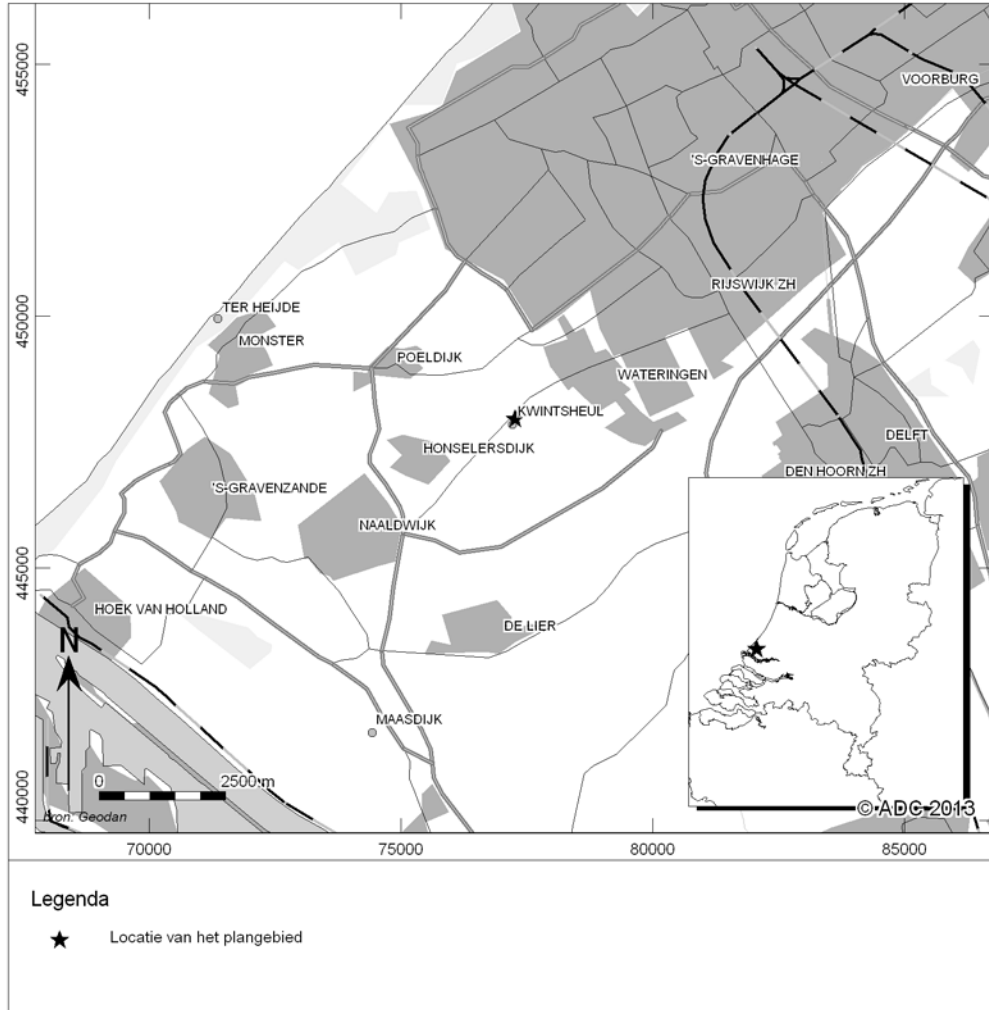 455000
VOORBURG
'S-GRAVENHAGE
RIJSWIJK ZH
TER HEIJDE
450000
MONSTER
POELDIJK
WATERINGEN
KWINTSHEUL
DELFT
HONSELERSDIJK
DEN HOORN ZH
'S-GRAVENZANDE
NAALDWIJK
445000
HOEK VAN HOLLAND
DE LIER
N
MAASDIJK
0 2500 m
440000
bron: Geodan
© ADC 2013
70000 75000 80000 85000
Legenda
Locatie van het plangebied